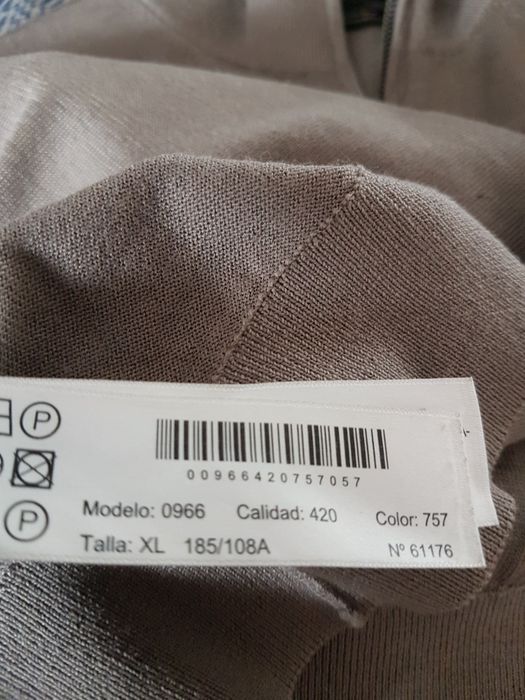 P
00966420757057
P
Modelo: 0966 Calidad: 420 Color: 757
Talla: XL 185/108A Nº 61176